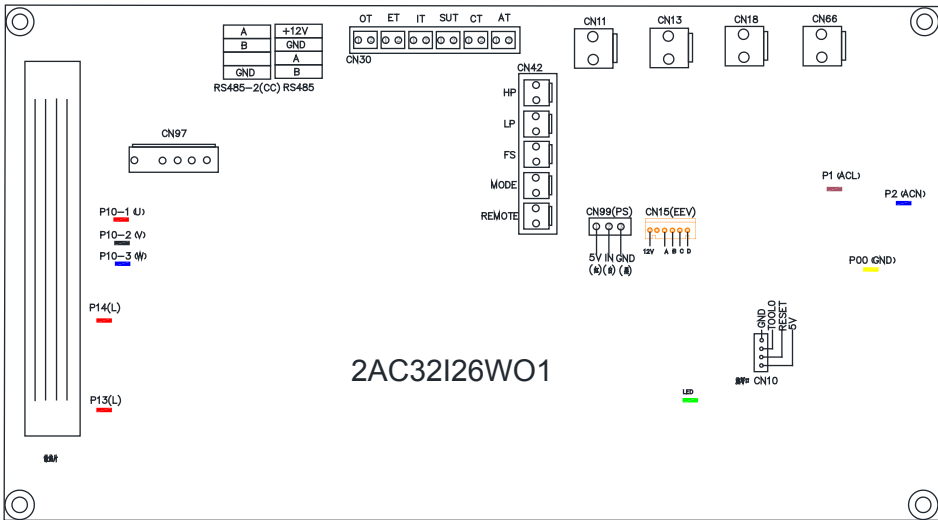 OT ET IT SUT CT AT
CN30
CN11
CN13
CN18
CN66
A +12V
B GND
A
GND B
RS485-2(CC) RS485
CN42
HP
LP
FS
MODE
REMOTE
CN97
P10-1 (U)
P10-2 (V)
P10-3 (W)
P14(L)
P13(L)
CN99(PS)
5V IN GND
CN15(EEV)
12V A B C D
P1 (ACL)
P2 (ACN)
P00 (GND)
GND
TOOL0
RESET
5V
CN10
2AC32I26WO1
LED